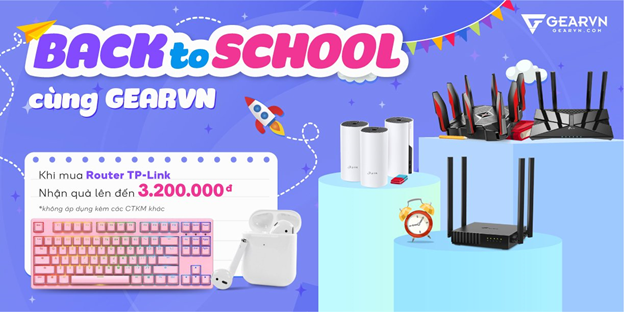 GEARVN
GEARVN.COM
BACK to SCHOOL
cùng GEARVN
Khi mua Router TP-Link
Nhận quà lên đến 3.200.000đ
*không áp dụng kèm các CTKM khác